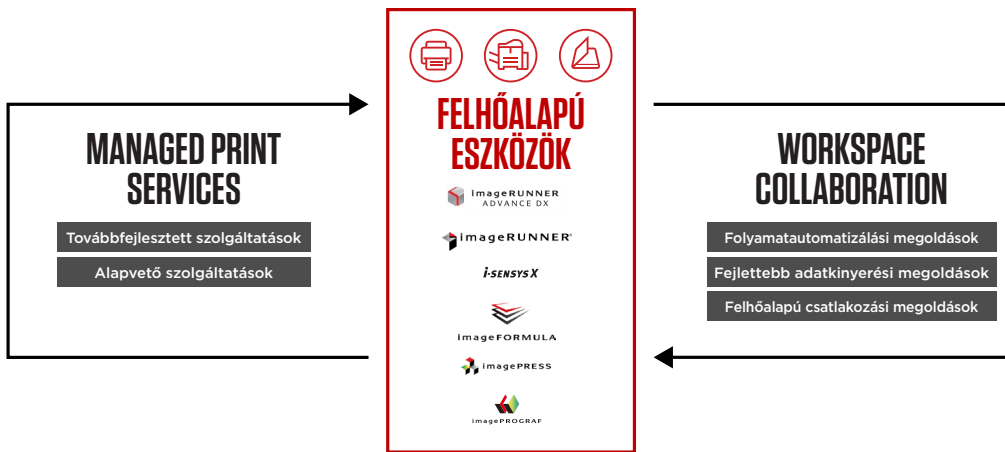 MANAGED PRINT
SERVICES
Továbbfejlesztett szolgáltatások
Alapvető szolgáltatások
FELHŐALAPÚ
ESZKÖZÖK
imageRUNNER
ADVANCE DX
imageRUNNER
i-SENSYS X
imageFORMULA
imagePRESS
imagePROGRAF
WORKSPACE
COLLABORATION
Folyamatautomatizálási megoldások
Fejlettebb adatkinyerési megoldások
Felhőalapú csatlakozási megoldások